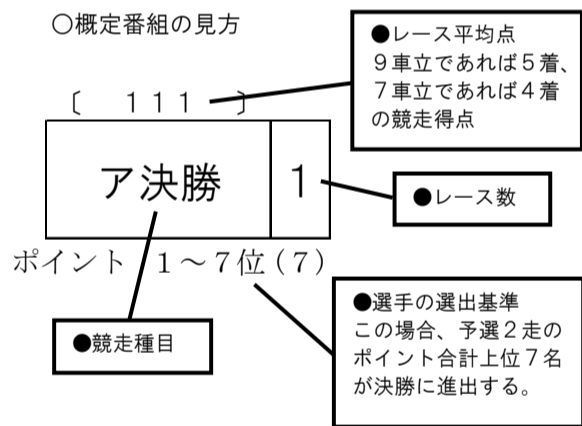 ○概定番組の見方
●レース平均点
９車立であれば５着、
７車立であれば４着
の競走得点
〔　１１１　〕
ア決勝
1
●レース数
ポイント　１～７位（７）
●競走種目
●選手の選出基準
この場合、予選２走の
ポイント合計上位７名
が決勝に進出する。